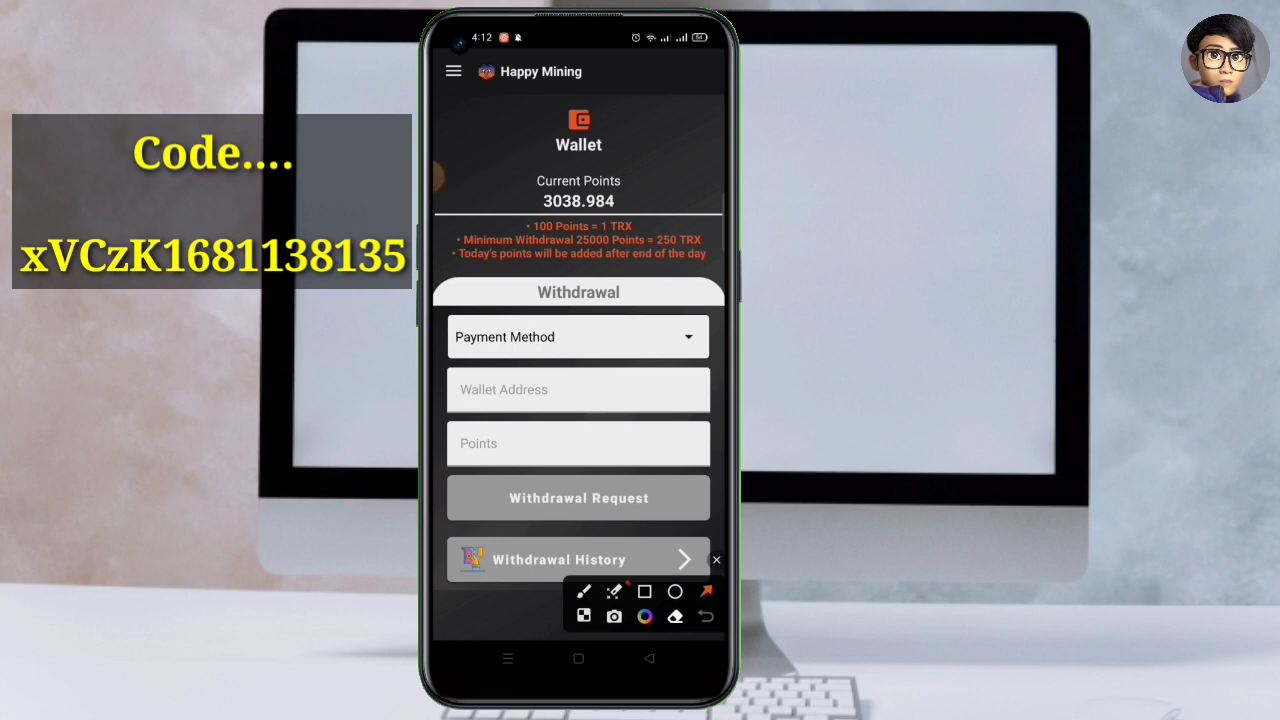 Code....
xVCzK1681138135
4:12
54
Happy Mining
Wallet
Current Points
3038.984
• 100 Points = 1 TRX
• Minimum Withdrawal 25000 Points = 250 TRX
• Today's points will be added after end of the day
Withdrawal
Payment Method
Wallet Address
Points
Withdrawal Request
Withdrawal History